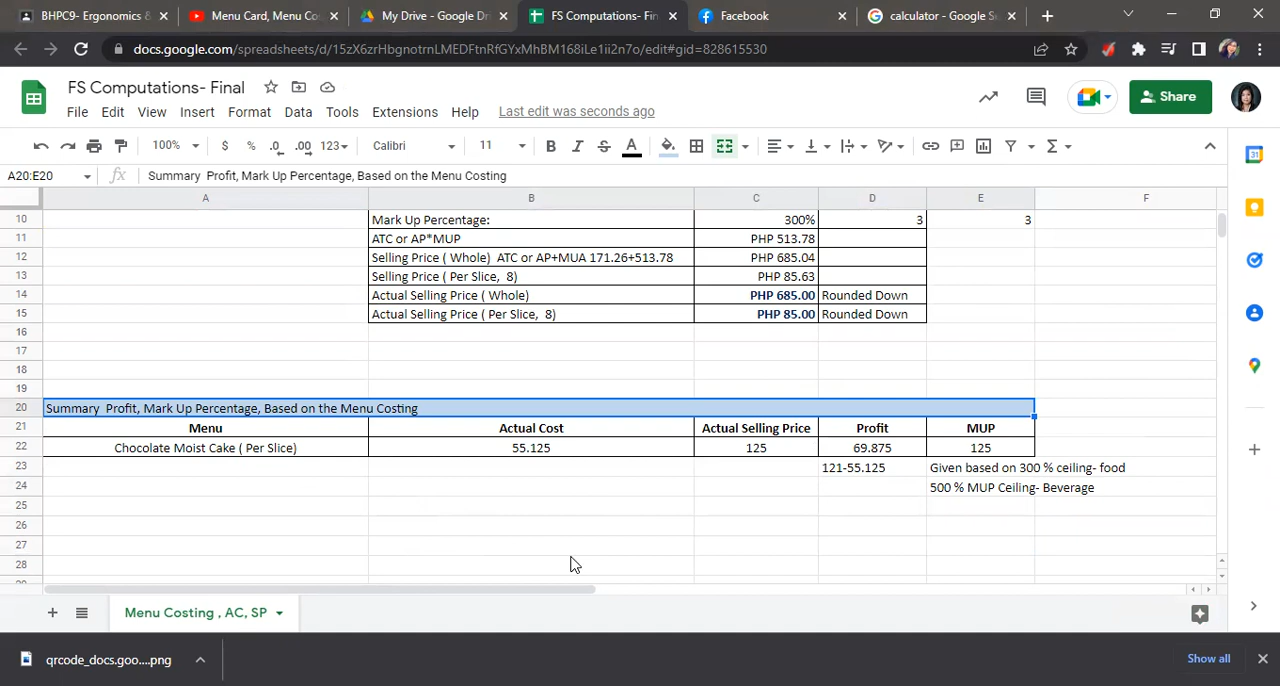 BHPC9- Ergonomics &
Menu Card, Menu Co
My Drive - Google Dr
FS Computations- Fin
Facebook
calculator - Google Se
docs.google.com/spreadsheets/d/15zX6zrHbgnotrnLMEDFtnRfGYxMhBM168iLe1ii2n7o/edit#gid=828615530
FS Computations- Final
File Edit View Insert Format Data Tools Extensions Help Last edit was seconds ago
Share
100% $ % .0 .00 123 Calibri 11 B I S A
A20:E20 fx Summary Profit, Mark Up Percentage, Based on the Menu Costing
A B C D E F
10 Mark Up Percentage: 300% 3 3
11 ATC or AP*MUP PHP 513.78
12 Selling Price ( Whole) ATC or AP+MUA 171.26+513.78 PHP 685.04
13 Selling Price ( Per Slice, 8) PHP 85.63
14 Actual Selling Price ( Whole) PHP 685.00 Rounded Down
15 Actual Selling Price ( Per Slice, 8) PHP 85.00 Rounded Down
16
17
18
19
20 Summary Profit, Mark Up Percentage, Based on the Menu Costing
21 Menu Actual Cost Actual Selling Price Profit MUP
22 Chocolate Moist Cake ( Per Slice) 55.125 125 69.875 125
23 121-55.125 Given based on 300 % ceiling- food
24 500 % MUP Ceiling- Beverage
25
26
27
28
Menu Costing , AC, SP
qrcode_docs.goo....png
Show all